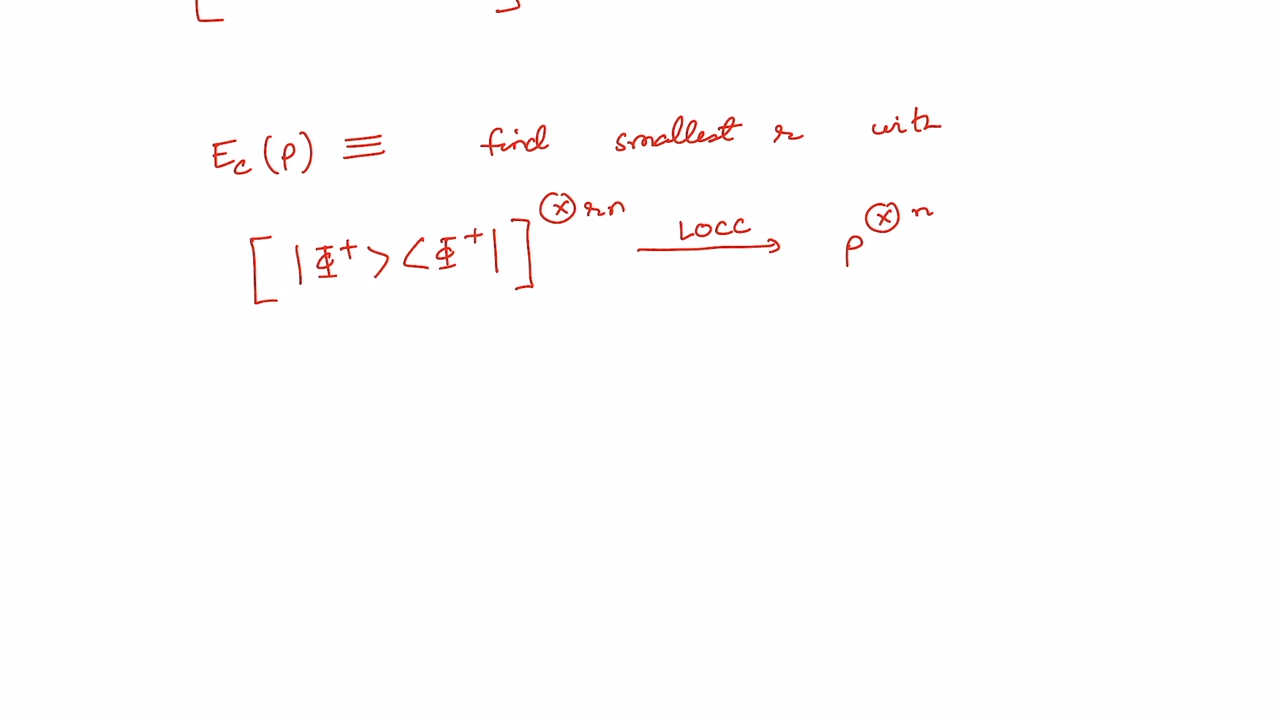 E_c(ρ) ≡ find smallest r with
[ |Φ⁺><Φ⁺| ]^{⊗ rn} —LOCC→ ρ^{⊗ n}